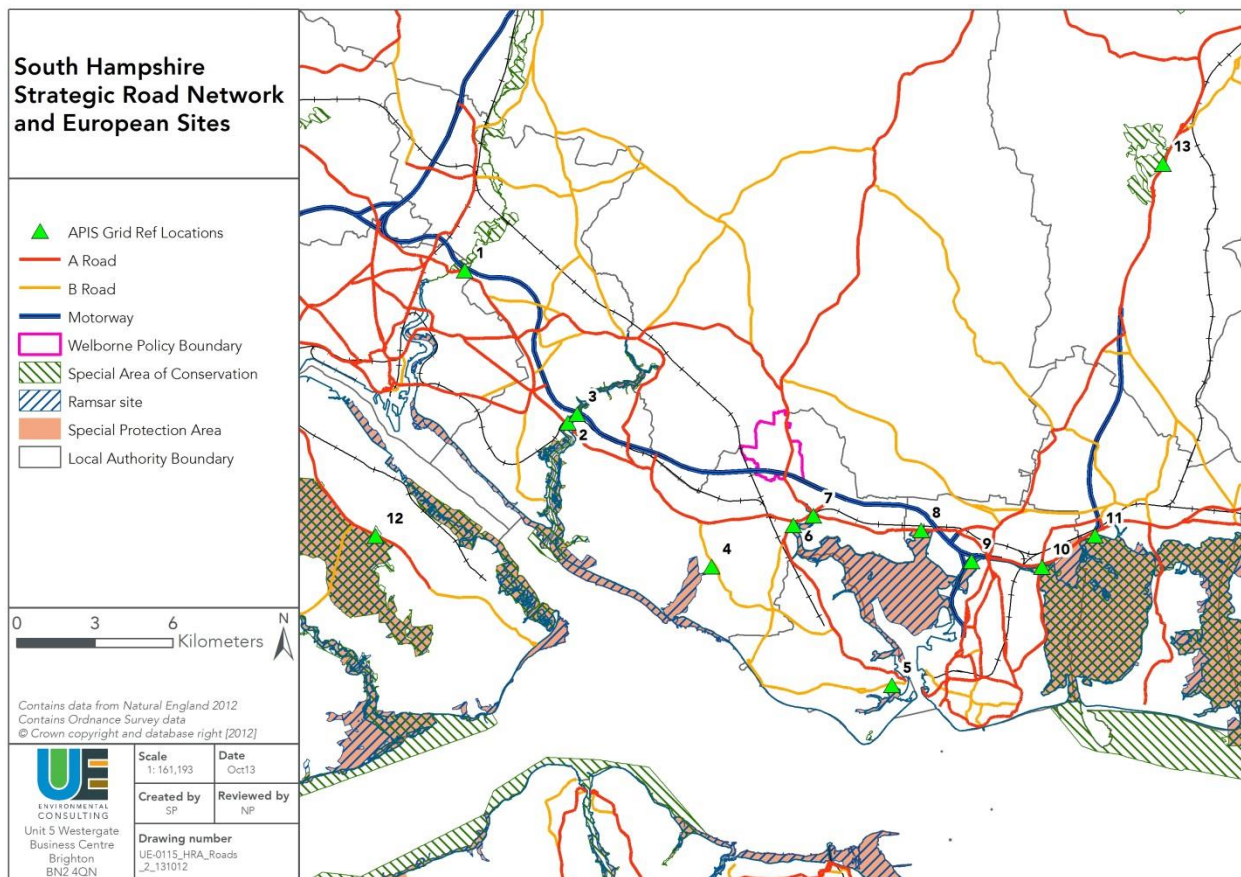 South Hampshire
Strategic Road Network
and European Sites
APIS Grid Ref Locations
A Road
B Road
Motorway
Welborne Policy Boundary
Special Area of Conservation
Ramsar site
Special Protection Area
Local Authority Boundary
0 3 6
Kilometers
N
Contains data from Natural England 2012
Contains Ordnance Survey data
© Crown copyright and database right [2012]
UE
ENVIRONMENTAL
CONSULTING
Unit 5 Westergate
Business Centre
Brighton
BN2 4QN
Scale
1: 161,193
Date
Oct13
Created by
SP
Reviewed by
NP
Drawing number
UE-0115_HRA_Roads
_2_131012
13
1
3
2
12
4
7
6
8
9
10
11
5